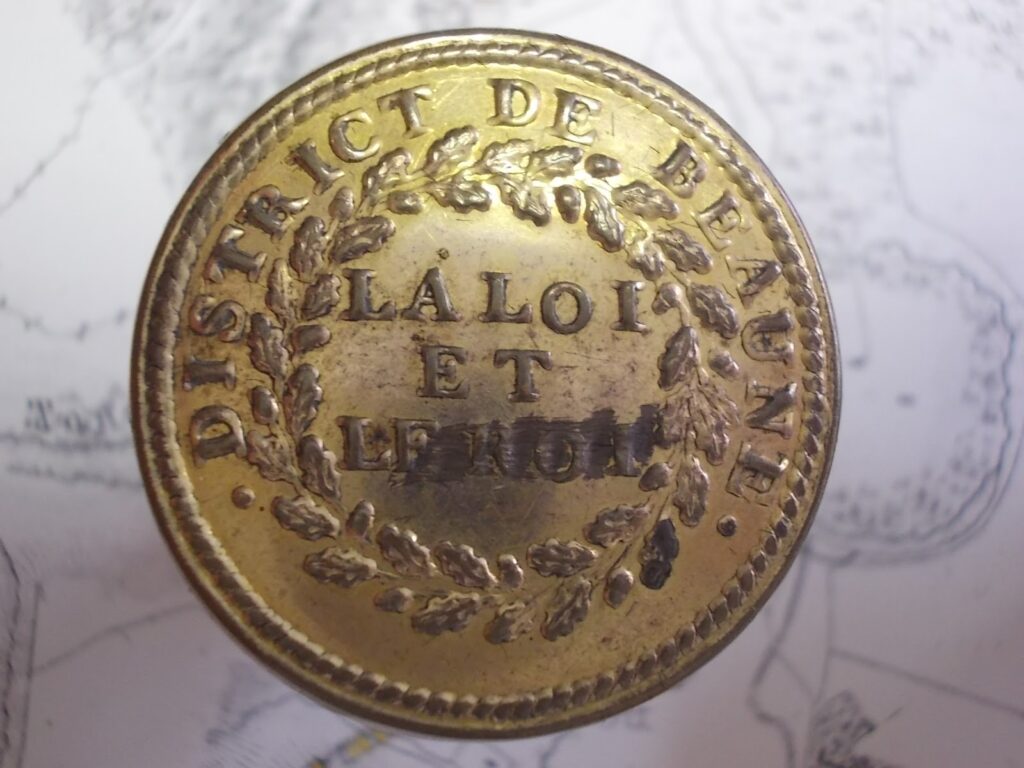 DISTRICT DE BEAUNE
LA LOI
ET
LE ROI